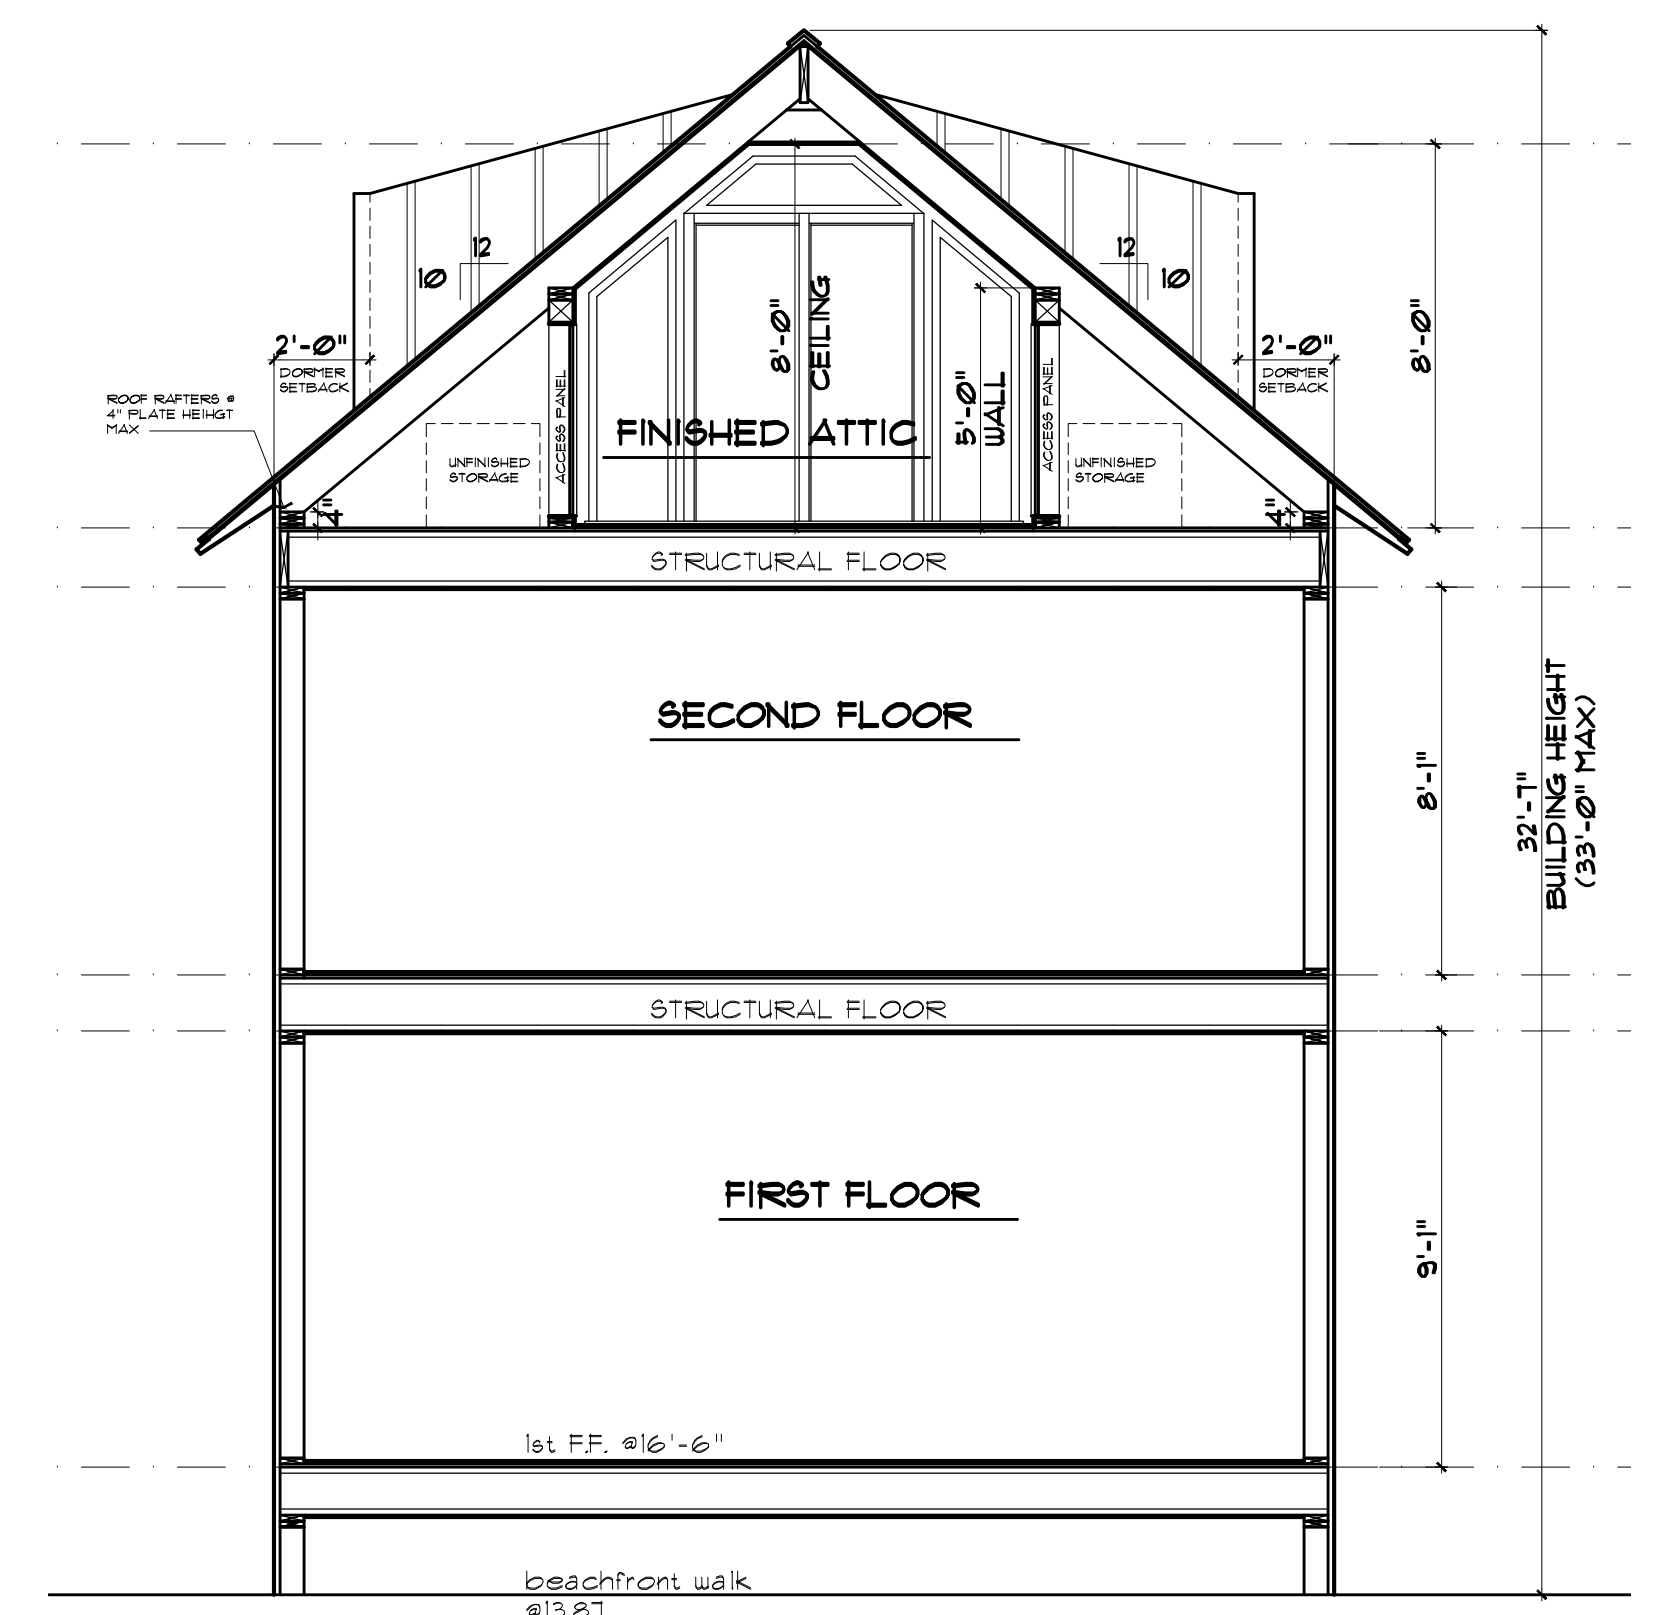 12
12
10
10
2'-0"
DORMER
SETBACK
2'-0"
DORMER
SETBACK
8'-0"
CEILING
8'-0"
5'-0"
WALL
ACCESS PANEL
ACCESS PANEL
ROOF RAFTERS @
4" PLATE HEIHGT
MAX
FINISHED ATTIC
UNFINISHED
STORAGE
UNFINISHED
STORAGE
4"
4"
STRUCTURAL FLOOR
SECOND FLOOR
8'-1"
32'-7"
BUILDING HEIGHT
(33'-0" MAX)
STRUCTURAL FLOOR
FIRST FLOOR
9'-1"
1st F.F. @16'-6"
beachfront walk
@13.87